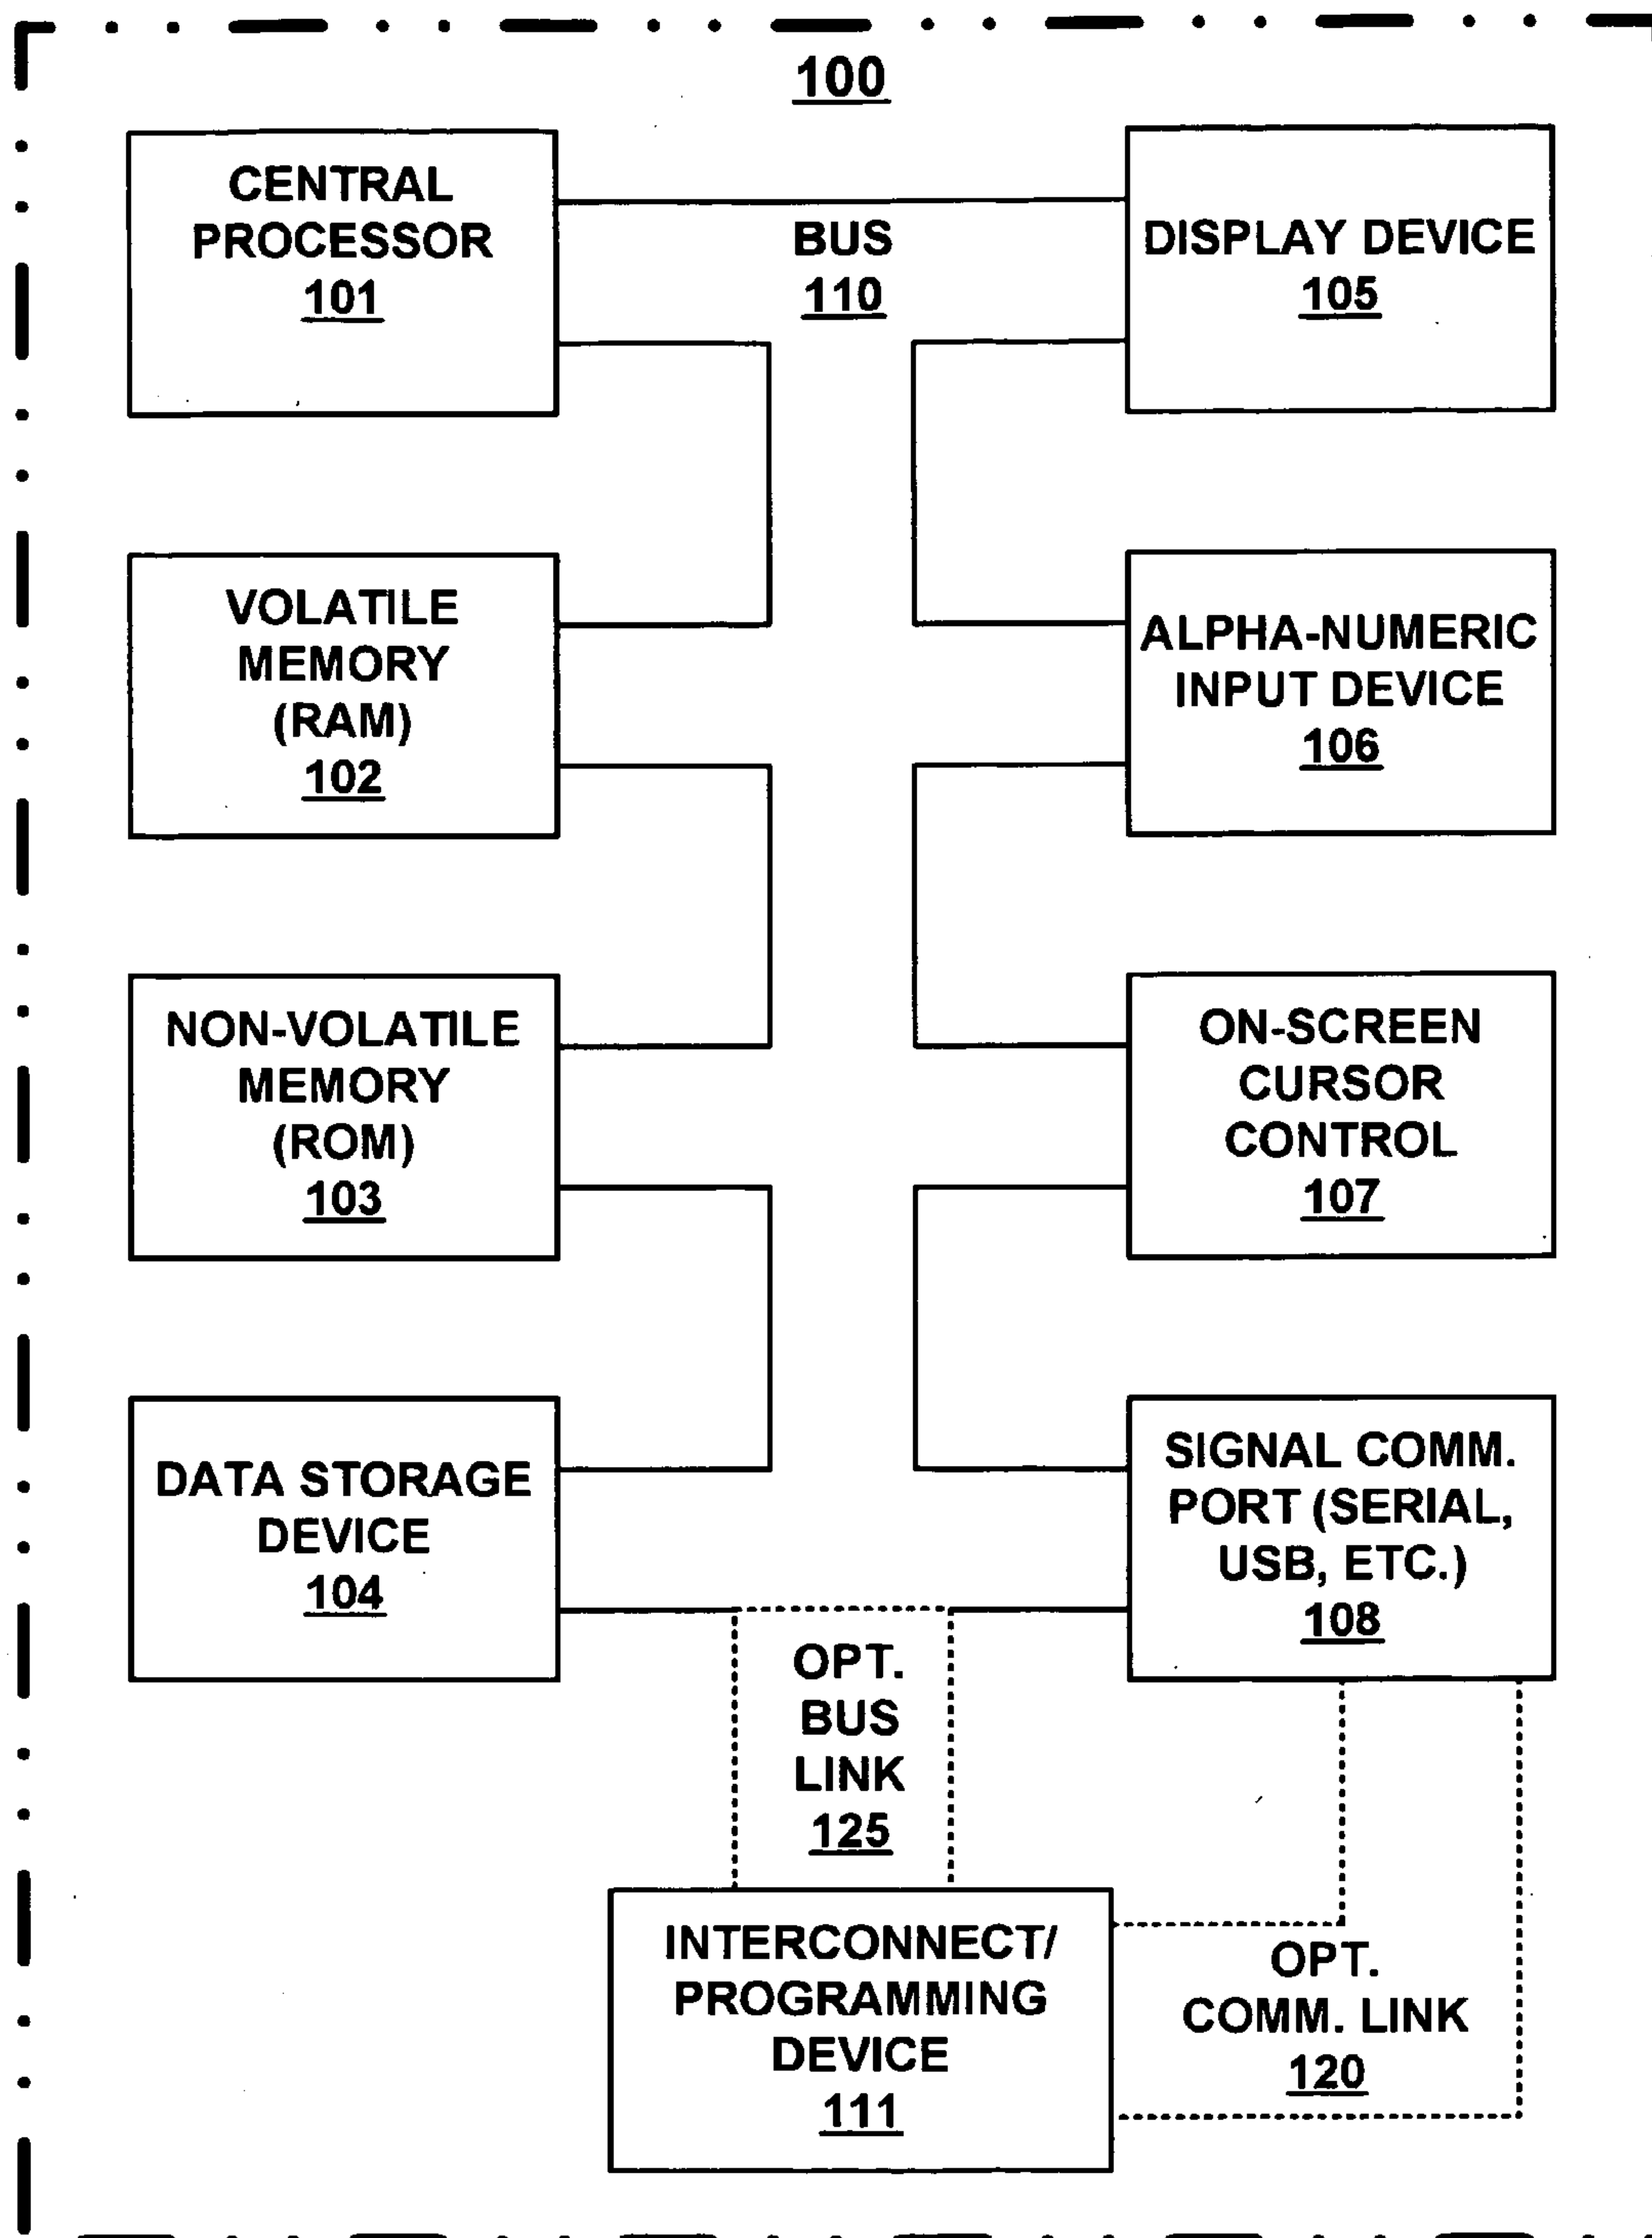 100
CENTRAL
PROCESSOR
101
BUS
110
DISPLAY DEVICE
105
VOLATILE
MEMORY
(RAM)
102
ALPHA-NUMERIC
INPUT DEVICE
106
NON-VOLATILE
MEMORY
(ROM)
103
ON-SCREEN
CURSOR
CONTROL
107
DATA STORAGE
DEVICE
104
SIGNAL COMM.
PORT (SERIAL,
USB, ETC.)
108
OPT.
BUS
LINK
125
INTERCONNECT/
PROGRAMMING
DEVICE
111
OPT.
COMM. LINK
120